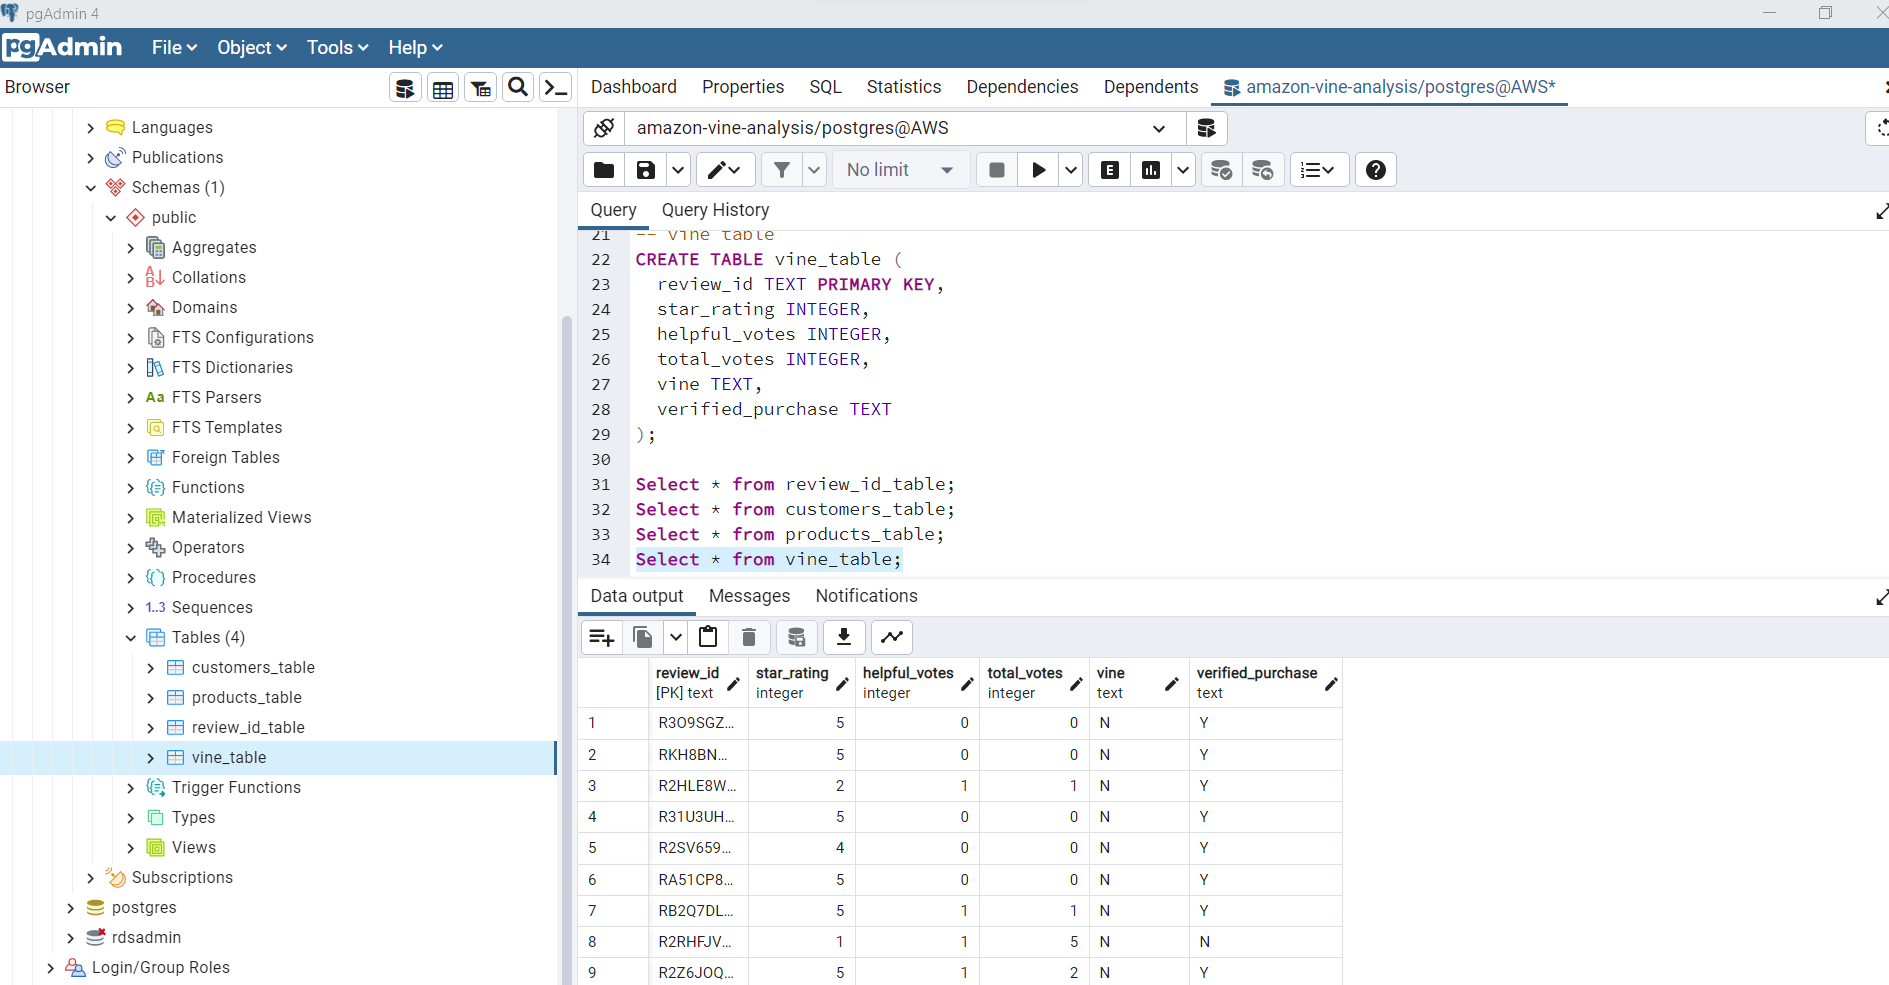 pgAdmin 4
pgAdmin File Object Tools Help
Browser
Languages
Publications
Schemas (1)
public
Aggregates
Collations
Domains
FTS Configurations
FTS Dictionaries
Aa FTS Parsers
FTS Templates
Foreign Tables
Functions
Materialized Views
Operators
Procedures
1..3 Sequences
Tables (4)
customers_table
products_table
review_id_table
vine_table
Trigger Functions
Types
Views
Subscriptions
postgres
rdsadmin
Login/Group Roles
Dashboard Properties SQL Statistics Dependencies Dependents amazon-vine-analysis/postgres@AWS*
amazon-vine-analysis/postgres@AWS
No limit E
Query Query History
21 -- vine table
22 CREATE TABLE vine_table (
23 review_id TEXT PRIMARY KEY,
24 star_rating INTEGER,
25 helpful_votes INTEGER,
26 total_votes INTEGER,
27 vine TEXT,
28 verified_purchase TEXT
29 );
30
31 Select * from review_id_table;
32 Select * from customers_table;
33 Select * from products_table;
34 Select * from vine_table;
Data output Messages Notifications
review_id star_rating helpful_votes total_votes vine verified_purchase
[PK] text integer integer integer text text
1 R3O9SGZ... 5 0 0 N Y
2 RKH8BN... 5 0 0 N Y
3 R2HLE8W... 2 1 1 N Y
4 R31U3UH... 5 0 0 N Y
5 R2SV659... 4 0 0 N Y
6 RA51CP8... 5 0 0 N Y
7 RB2Q7DL... 5 1 1 N Y
8 R2RHFJV... 1 1 5 N N
9 R2Z6JOQ... 5 1 2 N Y